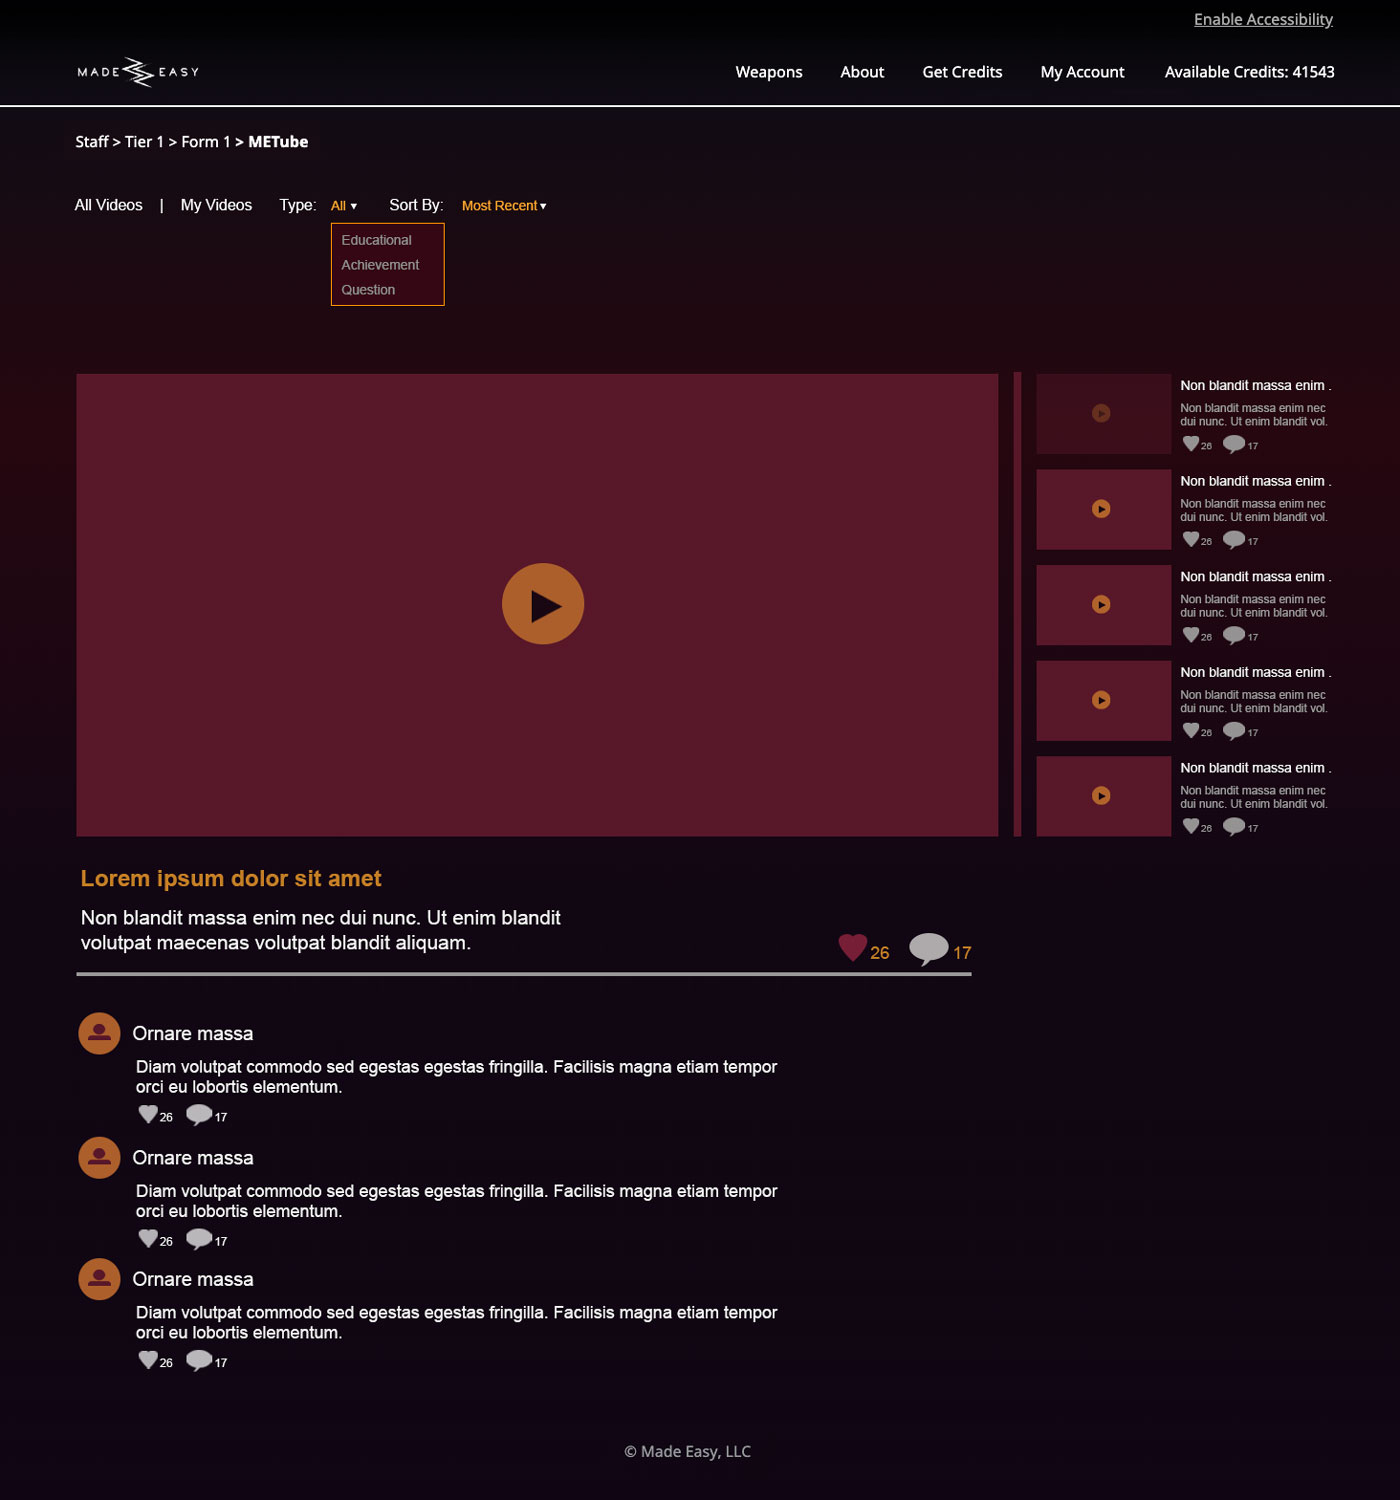 Enable Accessibility
MADE EASY
Weapons About Get Credits My Account Available Credits: 41543
Staff > Tier 1 > Form 1 > METube
All Videos | My Videos Type: All Sort By: Most Recent
Educational
Achievement
Question
Non blandit massa enim .
Non blandit massa enim nec
dui nunc. Ut enim blandit vol.
26 17
Non blandit massa enim .
Non blandit massa enim nec
dui nunc. Ut enim blandit vol.
26 17
Non blandit massa enim .
Non blandit massa enim nec
dui nunc. Ut enim blandit vol.
26 17
Non blandit massa enim .
Non blandit massa enim nec
dui nunc. Ut enim blandit vol.
26 17
Non blandit massa enim .
Non blandit massa enim nec
dui nunc. Ut enim blandit vol.
26 17
Lorem ipsum dolor sit amet
Non blandit massa enim nec dui nunc. Ut enim blandit
volutpat maecenas volutpat blandit aliquam.
26 17
Ornare massa
Diam volutpat commodo sed egestas egestas fringilla. Facilisis magna etiam tempor
orci eu lobortis elementum.
26 17
Ornare massa
Diam volutpat commodo sed egestas egestas fringilla. Facilisis magna etiam tempor
orci eu lobortis elementum.
26 17
Ornare massa
Diam volutpat commodo sed egestas egestas fringilla. Facilisis magna etiam tempor
orci eu lobortis elementum.
26 17
© Made Easy, LLC